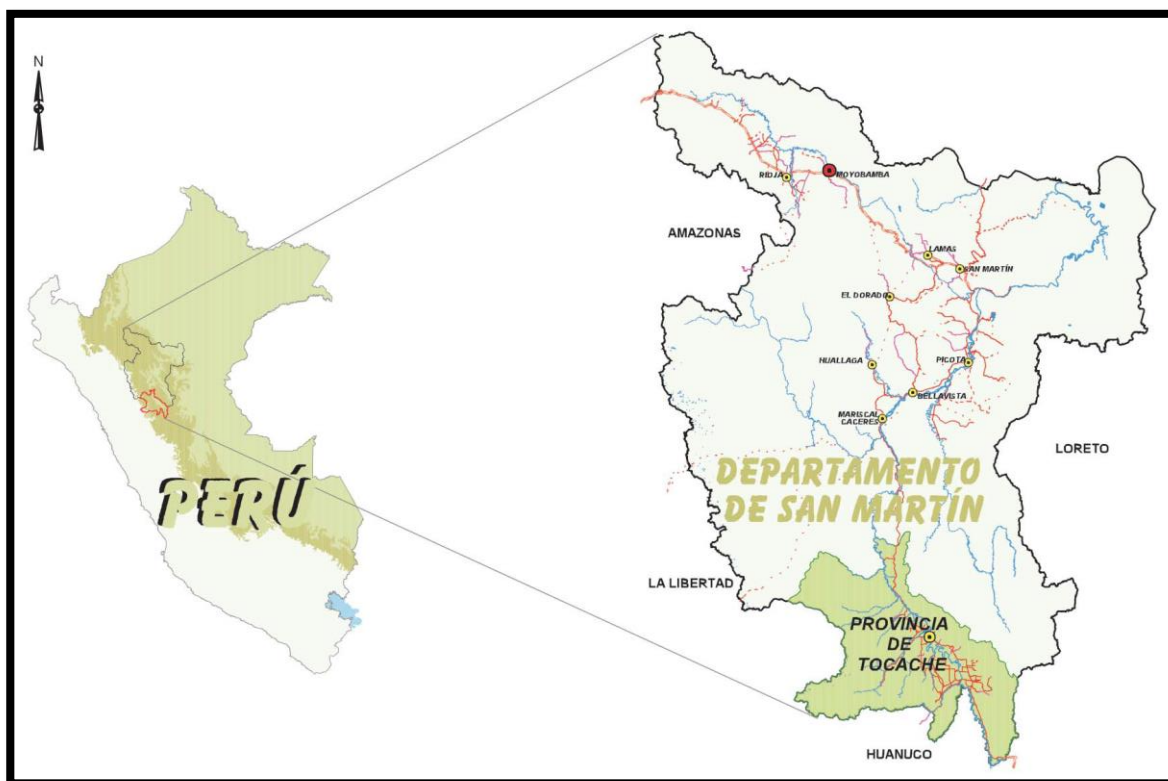 N
PERÚ
RIOJA
MOYOBAMBA
AMAZONAS
LAMAS
SAN MARTÍN
EL DORADO
HUALLAGA
PICOTA
BELLAVISTA
MARISCAL
CACERES
LORETO
DEPARTAMENTO
DE SAN MARTÍN
LA LIBERTAD
PROVINCIA
DE
TOCACHE
HUANUCO